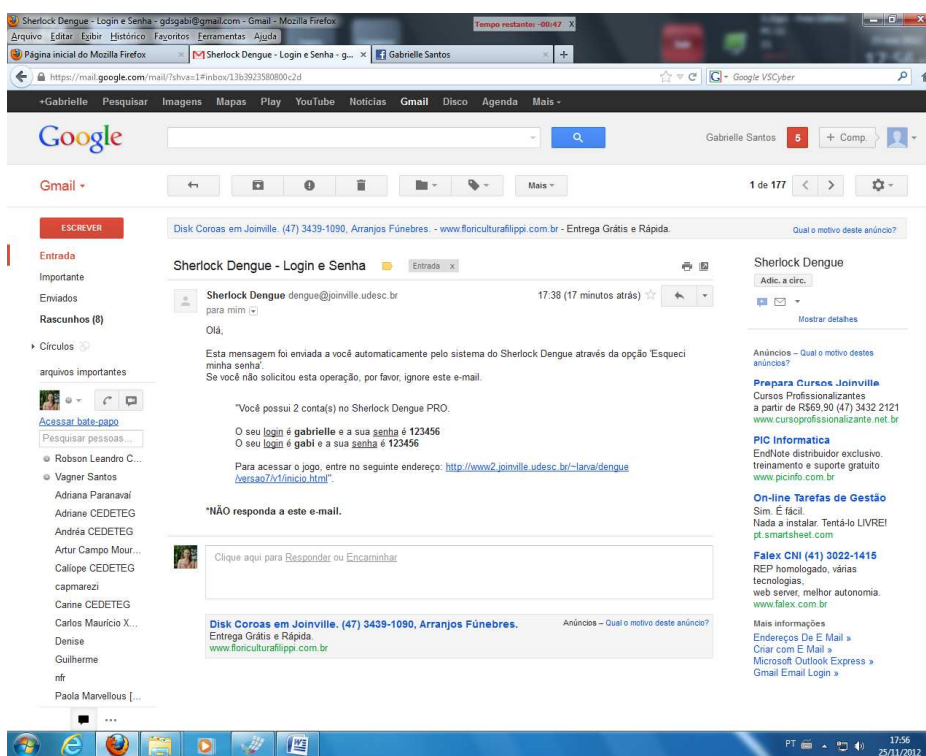 Sherlock Dengue - Login e Senha - gdsgabi@gmail.com - Gmail - Mozilla Firefox
Tempo restante: -00:47 X
Arquivo Editar Exibir Histórico Favoritos Ferramentas Ajuda
Página inicial do Mozilla Firefox × Sherlock Dengue - Login e Senha - g... × Gabrielle Santos × +
https://mail.google.com/mail/?shva=1#inbox/13b3923580800c2d
Google VSCyber
+Gabrielle Pesquisar Imagens Mapas Play YouTube Notícias Gmail Disco Agenda Mais
Google
Gabrielle Santos 5 + Comp.
Gmail
Mais
1 de 177
ESCREVER
Disk Coroas em Joinville. (47) 3439-1090, Arranjos Fúnebres. - www.floriculturafilippi.com.br - Entrega Grátis e Rápida.
Qual o motivo deste anúncio?
Entrada
Importante
Enviados
Rascunhos (8)
Círculos
arquivos importantes
Acessar bate-papo
Pesquisar pessoas...
Robson Leandro C...
Vagner Santos
Adriana Paranavaí
Adriane CEDETEG
Andréa CEDETEG
Artur Campo Mour...
Calíope CEDETEG
capmarezi
Carine CEDETEG
Carlos Maurício X...
Denise
Guilherme
nfr
Paola Marvellous [...
Sherlock Dengue - Login e Senha Entrada x
Sherlock Dengue dengue@joinville.udesc.br 17:38 (17 minutos atrás)
para mim
Olá,
Esta mensagem foi enviada a você automaticamente pelo sistema do Sherlock Dengue através da opção 'Esqueci
minha senha'.
Se você não solicitou esta operação, por favor, ignore este e-mail.
"Você possui 2 conta(s) no Sherlock Dengue PRO.
O seu login é gabrielle e a sua senha é 123456
O seu login é gabi e a sua senha é 123456
Para acessar o jogo, entre no seguinte endereço: http://www2.joinville.udesc.br/~larva/dengue
/versao7/v1/inicio.html".
*NÃO responda a este e-mail.
Clique aqui para Responder ou Encaminhar
Disk Coroas em Joinville. (47) 3439-1090, Arranjos Fúnebres. Anúncios – Qual o motivo deste anúncio?
Entrega Grátis e Rápida.
www.floriculturafilippi.com.br
Sherlock Dengue
Adic. a circ.
Mostrar detalhes
Anúncios – Qual o motivo destes
anúncios?
Prepara Cursos Joinville
Cursos Profissionalizantes
a partir de R$69,90 (47) 3432 2121
www.cursoprofissionalizante.net.br
PIC Informatica
EndNote distribuidor exclusivo.
treinamento e suporte gratuito
www.picinfo.com.br
On-line Tarefas de Gestão
Sim. É fácil.
Nada a instalar. Tentá-lo LIVRE!
pt.smartsheet.com
Falex CNI (41) 3022-1415
REP homologado, várias
tecnologias,
web server, melhor autonomia.
www.falex.com.br
Mais informações
Endereços De E Mail »
Criar com E Mail »
Microsoft Outlook Express »
Gmail Email Login »
PT
17:56
25/11/2012